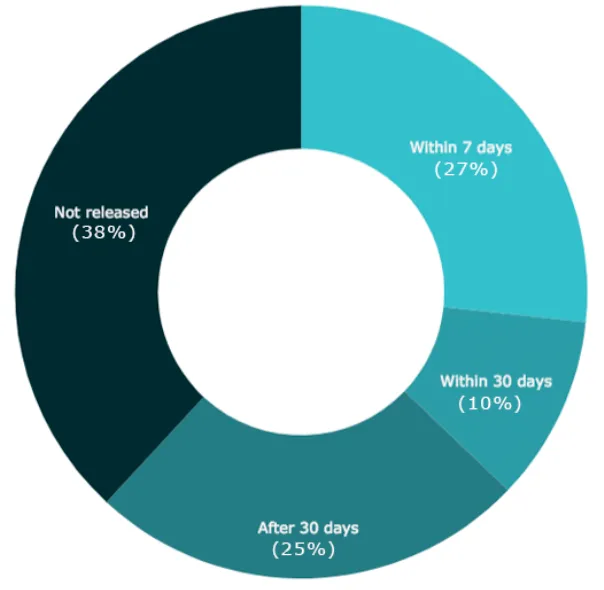 Within 7 days
(27%)
Not released
(38%)
Within 30 days
(10%)
After 30 days
(25%)